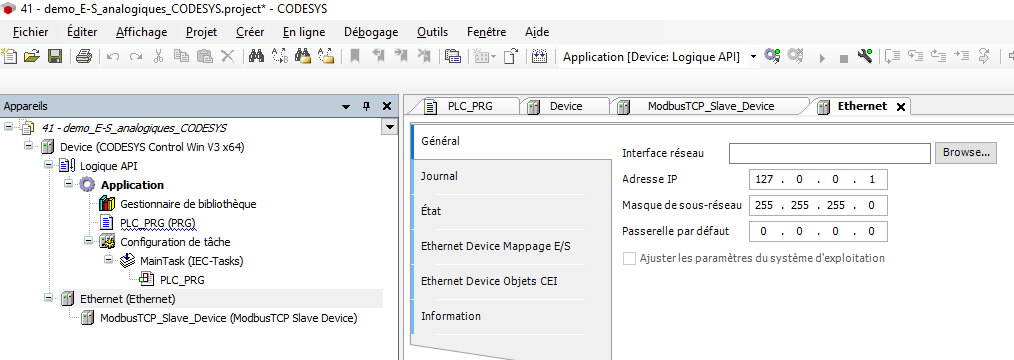 41 - demo_E-S_analogiques_CODESYS.project* - CODESYS
Fichier Éditer Affichage Projet Créer En ligne Débogage Outils Fenêtre Aide
Application [Device: Logique API]
Appareils
PLC_PRG Device ModbusTCP_Slave_Device Ethernet
41 - demo_E-S_analogiques_CODESYS
Device (CODESYS Control Win V3 x64)
Logique API
Application
Gestionnaire de bibliothèque
PLC_PRG (PRG)
Configuration de tâche
MainTask (IEC-Tasks)
PLC_PRG
Ethernet (Ethernet)
ModbusTCP_Slave_Device (ModbusTCP Slave Device)
Général
Journal
État
Ethernet Device Mappage E/S
Ethernet Device Objets CEI
Information
Interface réseau Browse...
Adresse IP 127 . 0 . 0 . 1
Masque de sous-réseau 255 . 255 . 255 . 0
Passerelle par défaut 0 . 0 . 0 . 0
Ajuster les paramètres du système d'exploitation